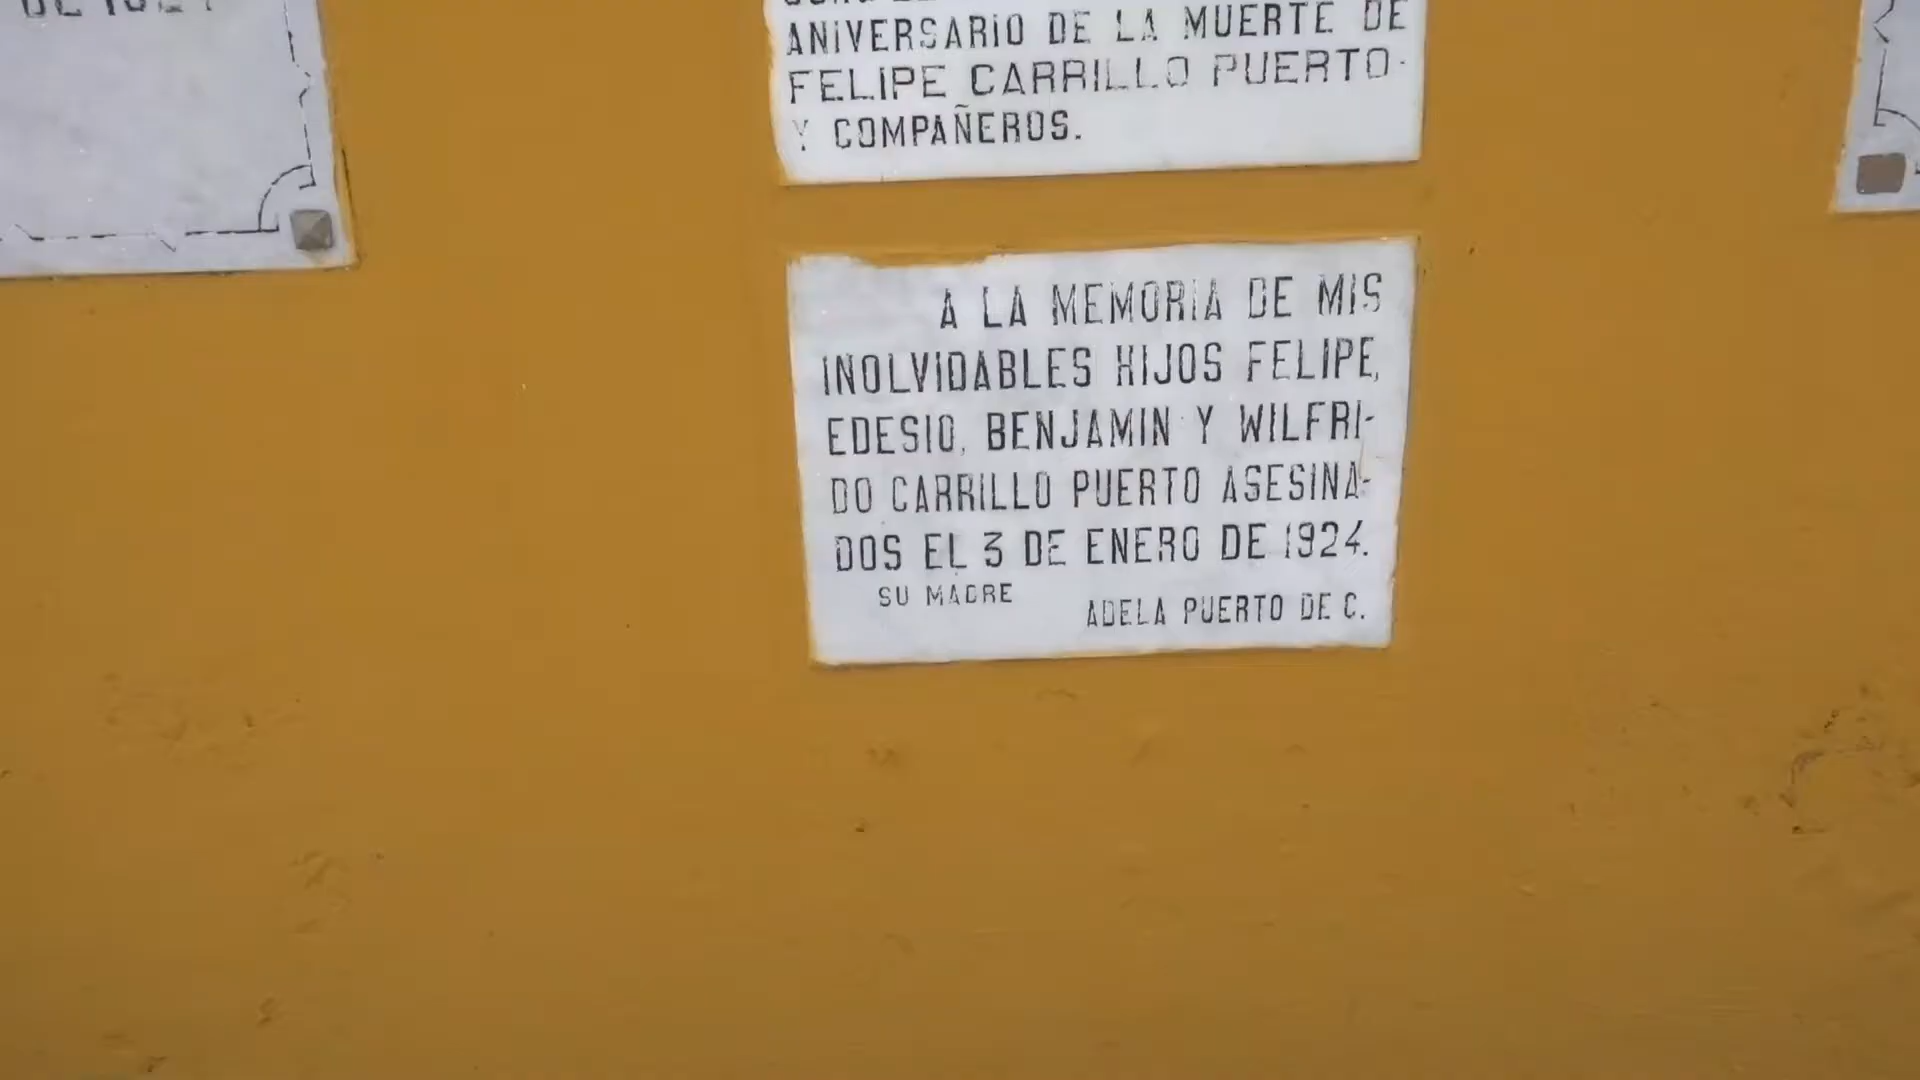 ANIVERSARIO DE LA MUERTE DE
FELIPE CARRILLO PUERTO
Y COMPAÑEROS.
A LA MEMORIA DE MIS
INOLVIDABLES HIJOS FELIPE,
EDESIO, BENJAMIN Y WILFRI-
DO CARRILLO PUERTO ASESINA-
DOS EL 3 DE ENERO DE 1924.
SU MADRE
ADELA PUERTO DE C.